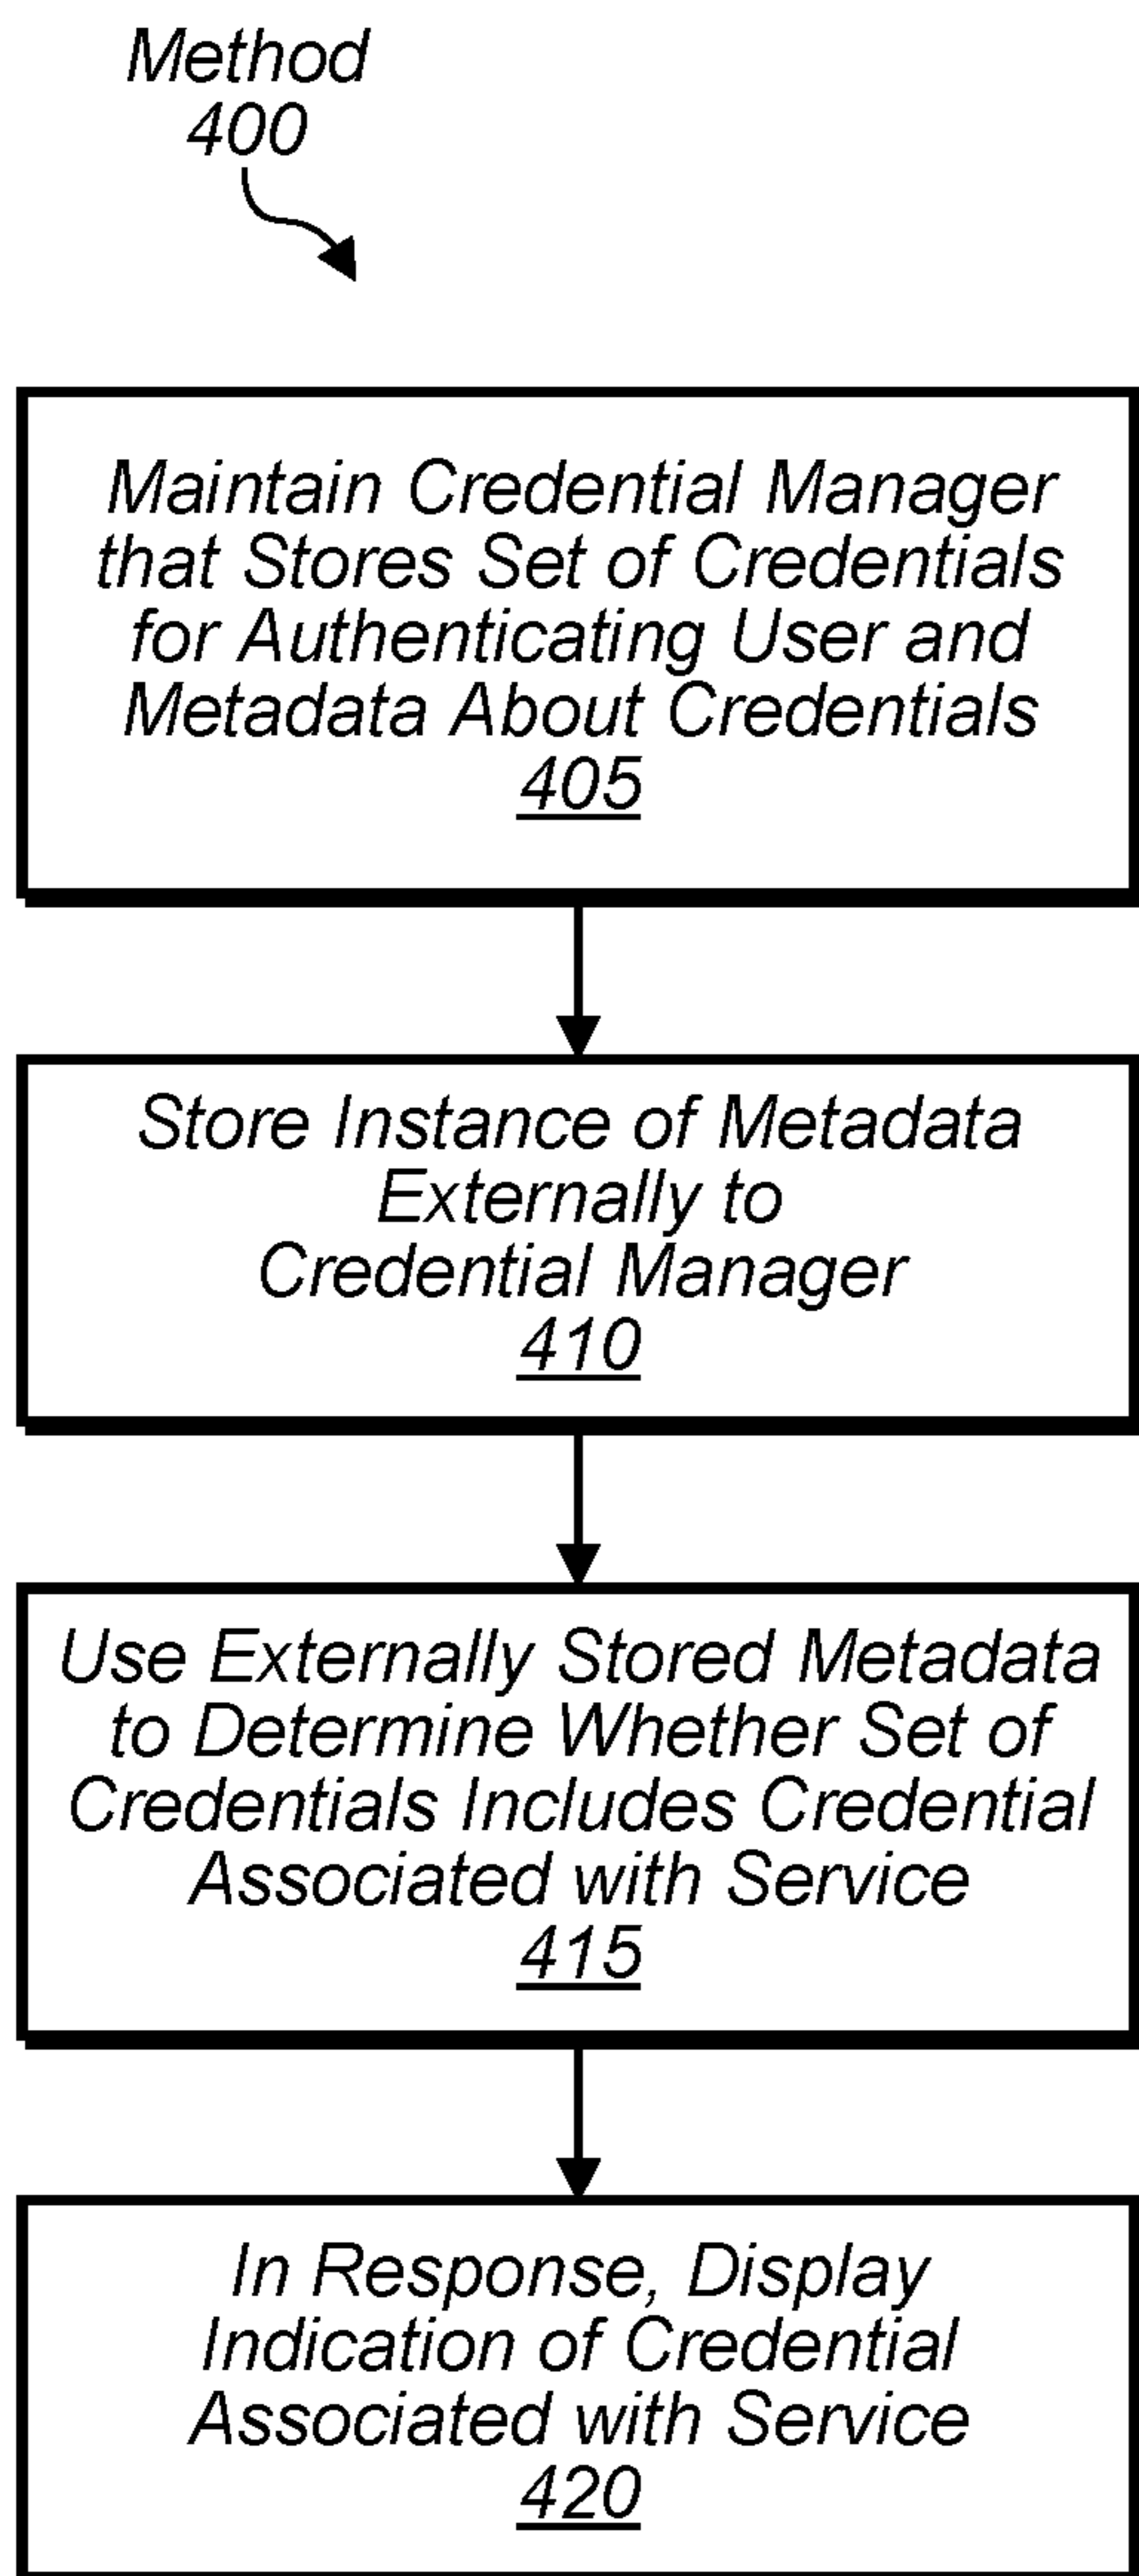 Method
400
Maintain Credential Manager
that Stores Set of Credentials
for Authenticating User and
Metadata About Credentials
405
Store Instance of Metadata
Externally to
Credential Manager
410
Use Externally Stored Metadata
to Determine Whether Set of
Credentials Includes Credential
Associated with Service
415
In Response, Display
Indication of Credential
Associated with Service
420